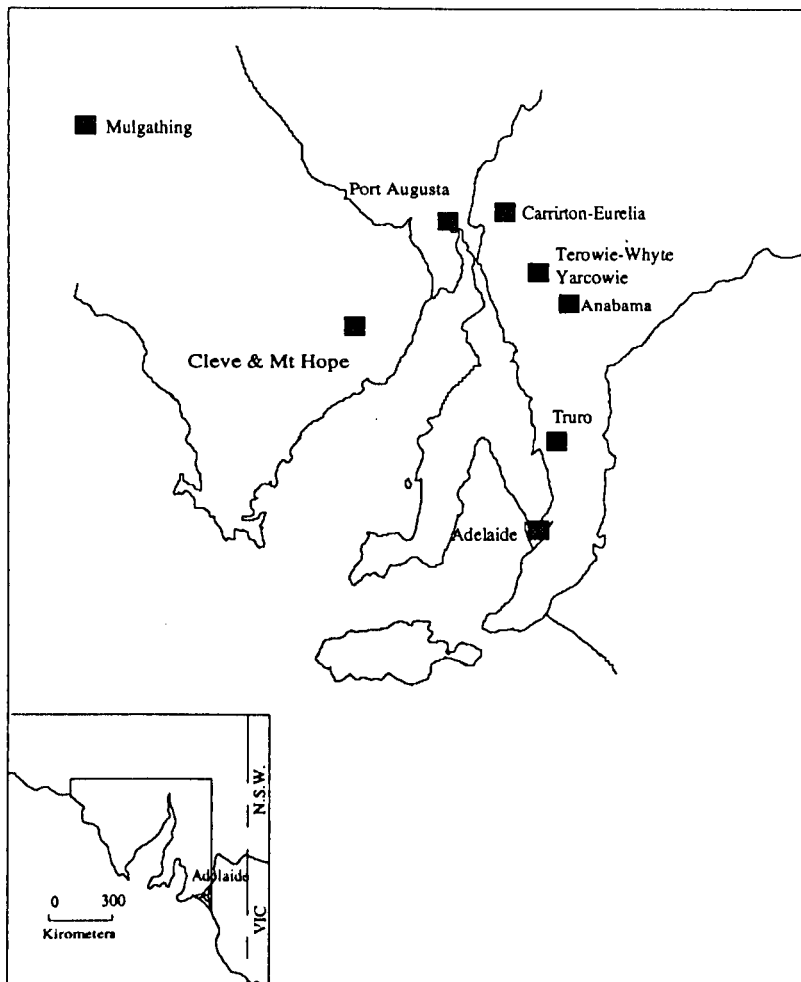 Mulgathing
Port Augusta
Carrirton-Eurelia
Terowie-Whyte
Yarcowie
Anabama
Cleve & Mt Hope
Truro
Adelaide
N.S.W.
Adelaide
0 300
Kirometers
VIC